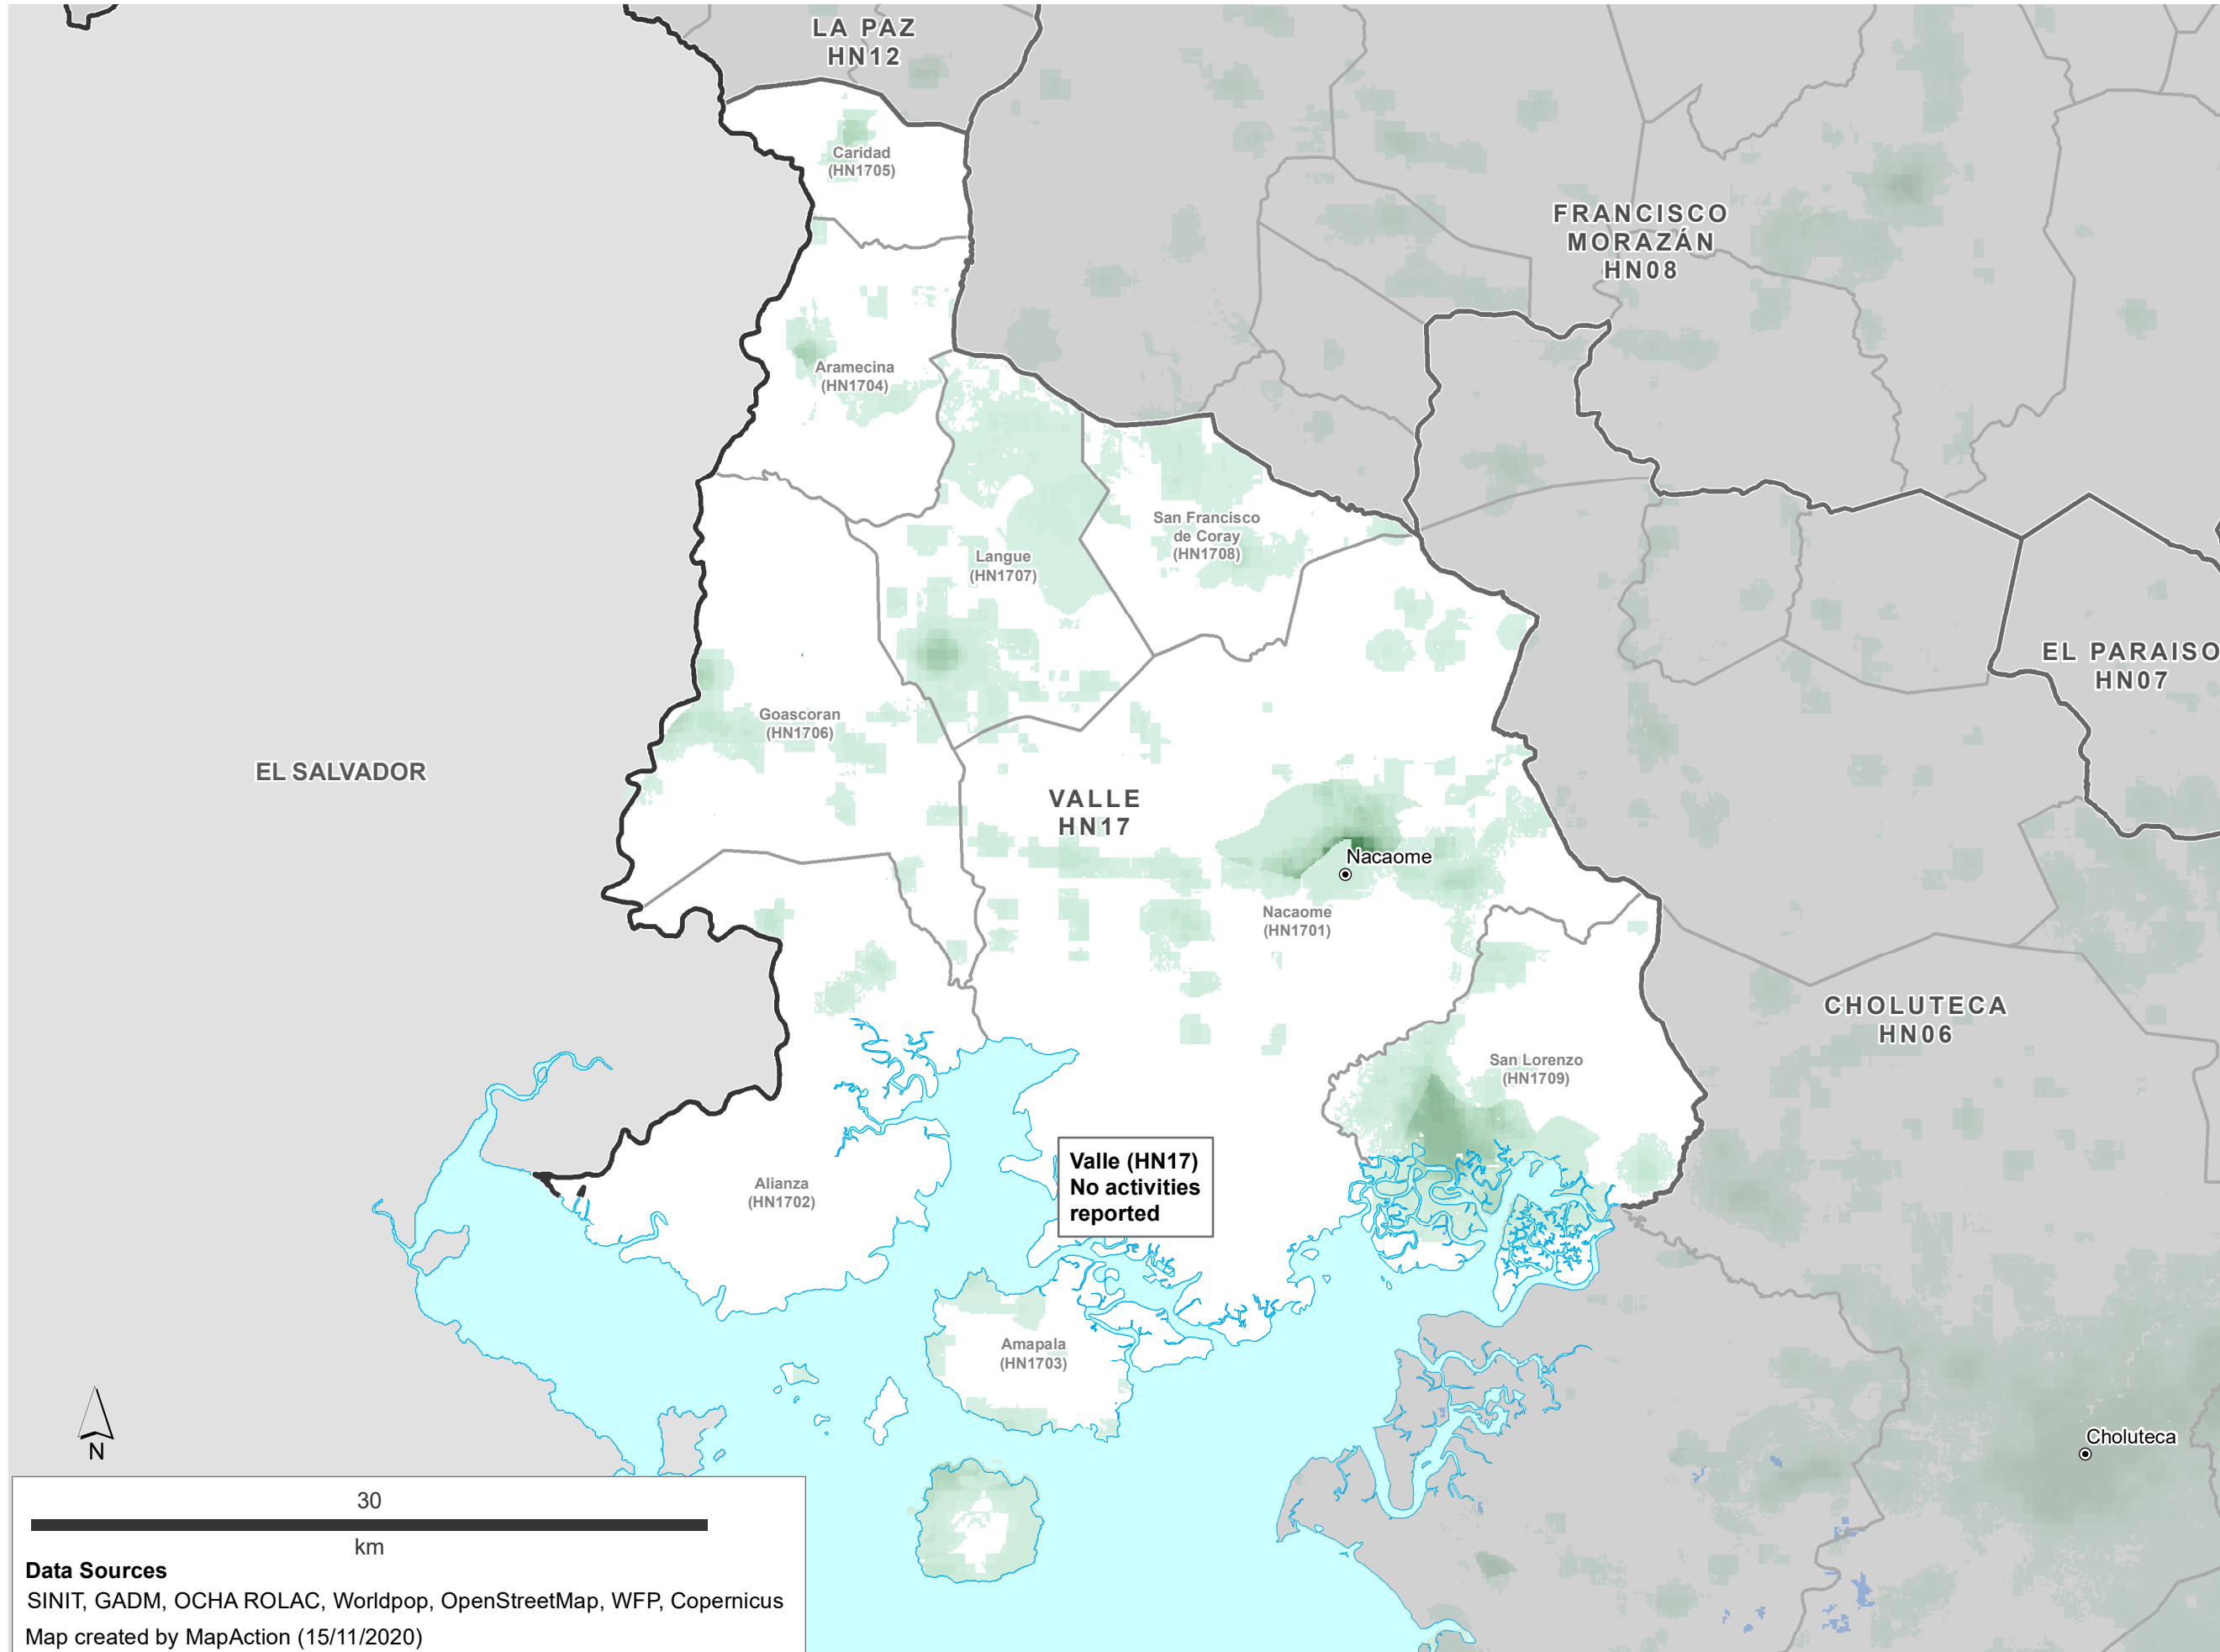 LA PAZ
HN12
Caridad
(HN1705)
FRANCISCO
MORAZÁN
HN08
Aramecina
(HN1704)
San Francisco
de Coray
(HN1708)
Langue
(HN1707)
EL PARAISO
HN07
Goascoran
(HN1706)
EL SALVADOR
VALLE
HN17
Nacaome
Nacaome
(HN1701)
CHOLUTECA
HN06
San Lorenzo
(HN1709)
Valle (HN17)
No activities
reported
Alianza
(HN1702)
Amapala
(HN1703)
Choluteca
N
30
km
Data Sources
SINIT, GADM, OCHA ROLAC, Worldpop, OpenStreetMap, WFP, Copernicus
Map created by MapAction (15/11/2020)